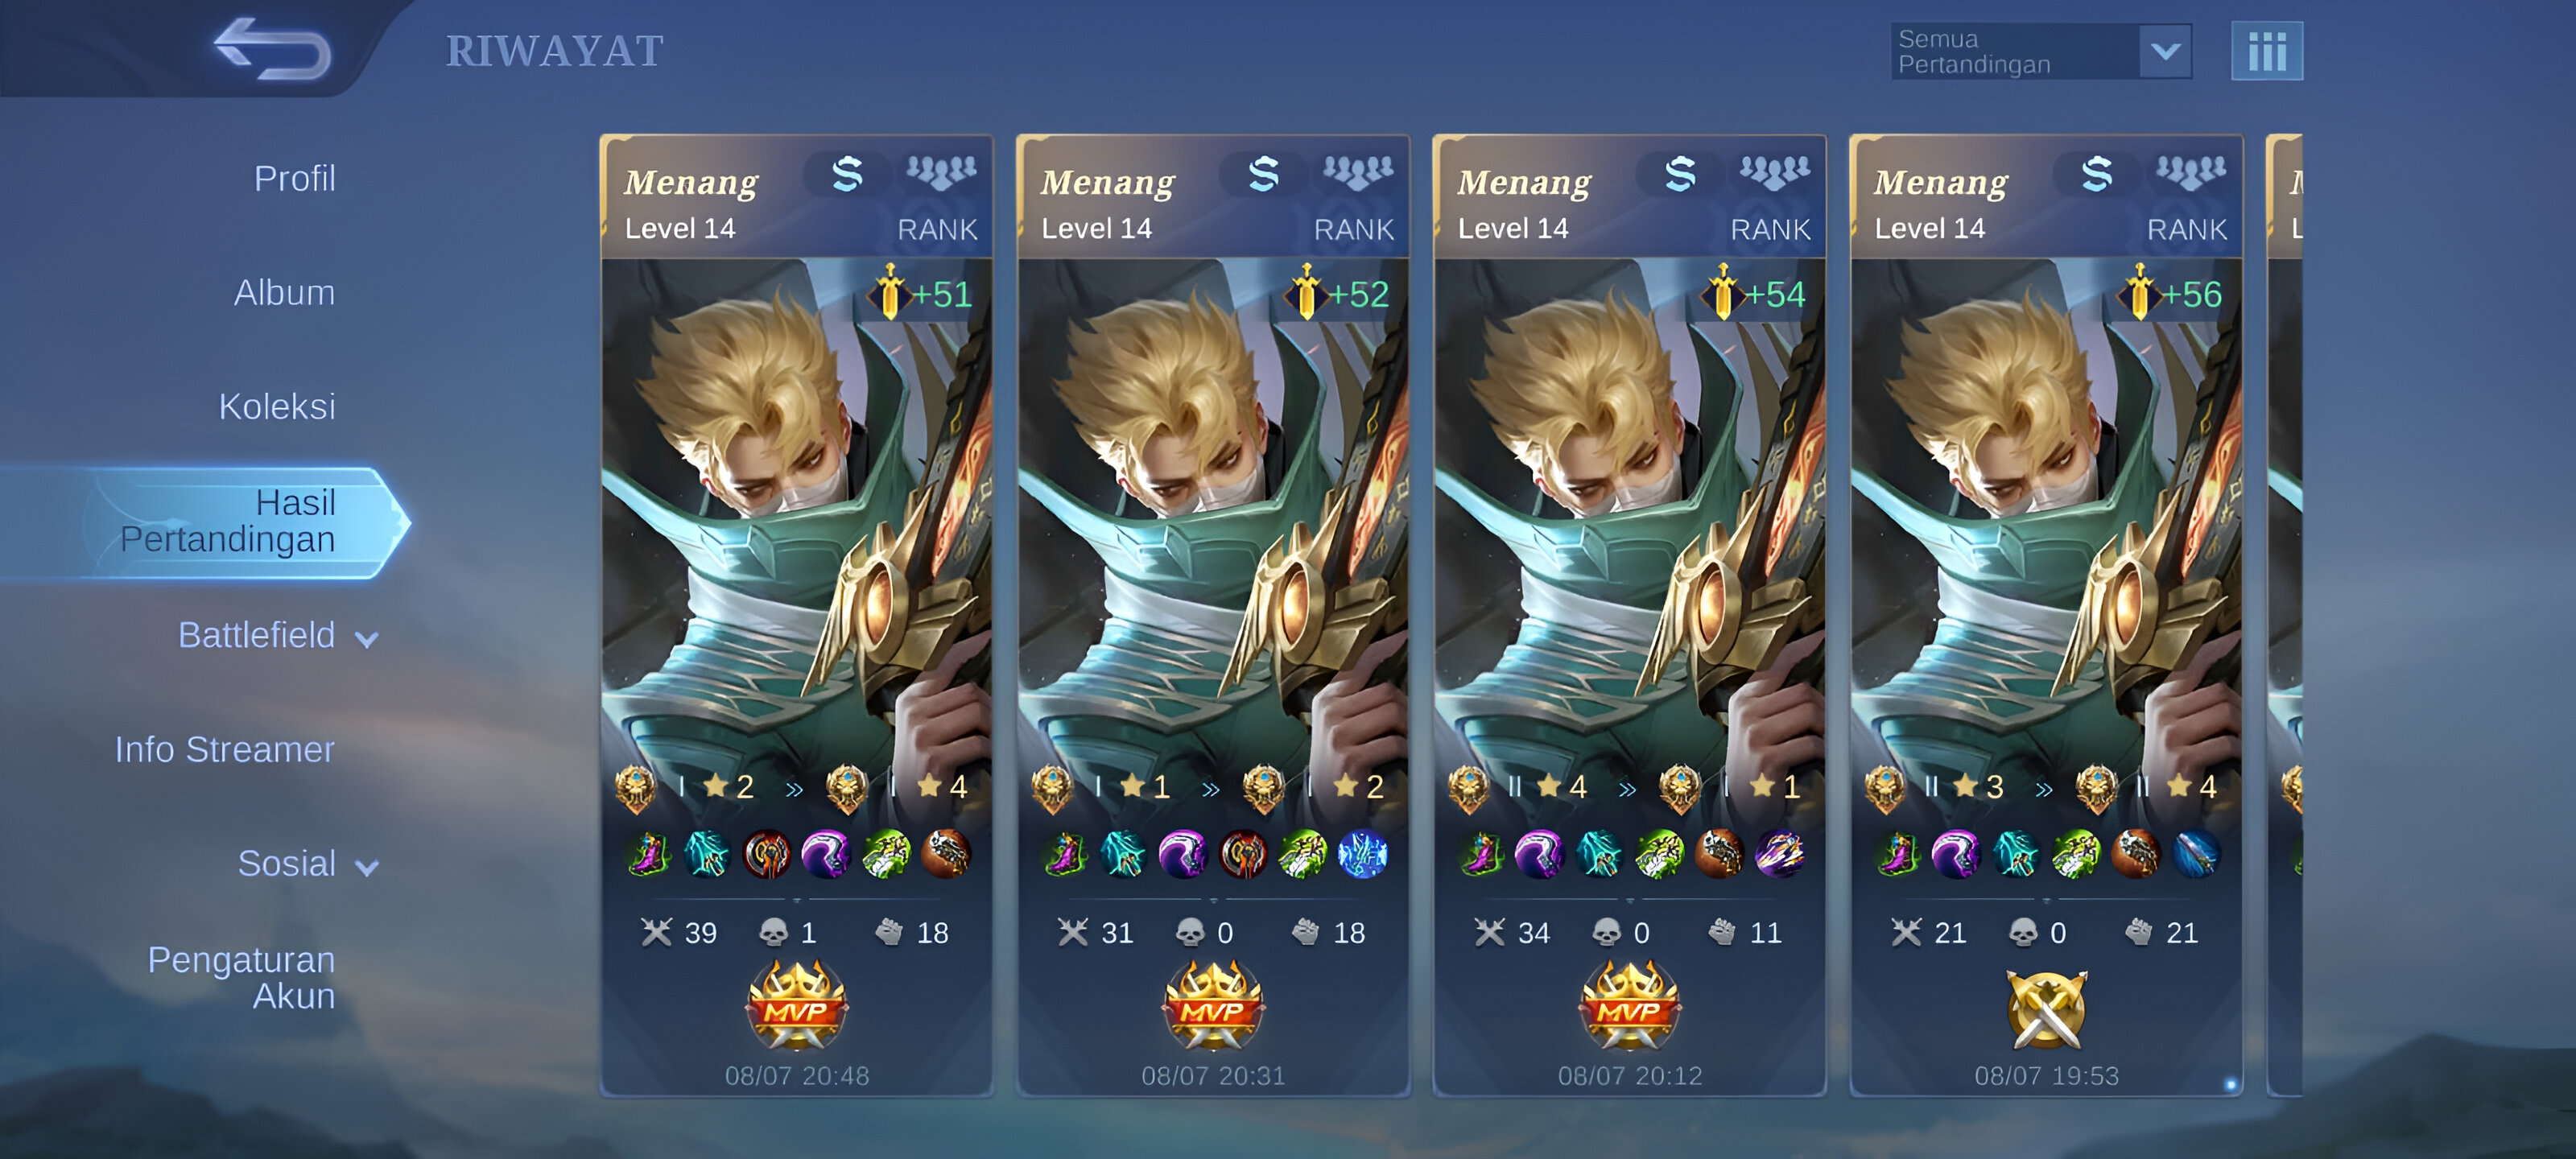 RIWAYAT
Semua
Pertandingan
Profil
Album
Koleksi
Hasil
Pertandingan
Battlefield
Info Streamer
Sosial
Pengaturan
Akun
Menang
Level 14
RANK
+51
I 2 » I 4
39 1 18
MVP
08/07 20:48
Menang
Level 14
RANK
+52
I 1 » I 2
31 0 18
MVP
08/07 20:31
Menang
Level 14
RANK
+54
II 4 » I 1
34 0 11
MVP
08/07 20:12
Menang
Level 14
RANK
+56
II 3 » II 4
21 0 21
08/07 19:53